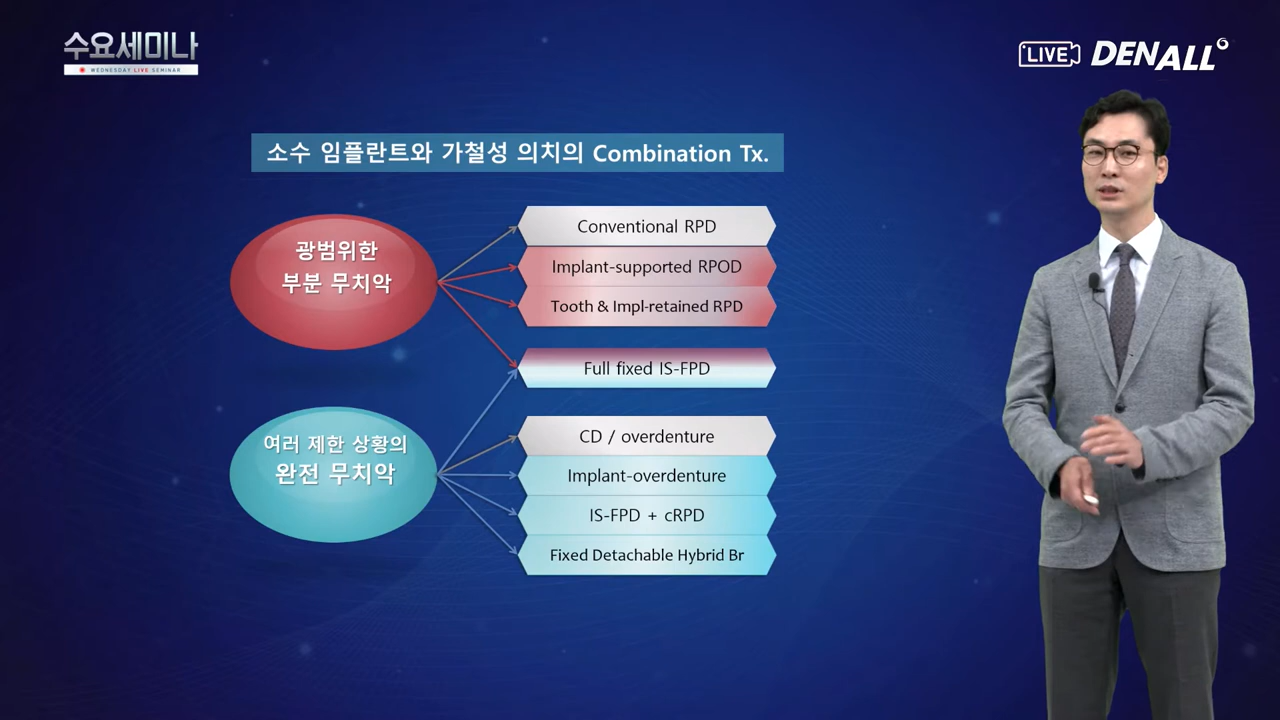 수요세미나
WEDNESDAY LIVE SEMINAR
LIVE
DENALL
소수 임플란트와 가철성 의치의 Combination Tx.
광범위한
부분 무치악
Conventional RPD
Implant-supported RPOD
Tooth & Impl-retained RPD
Full fixed IS-FPD
여러 제한 상황의
완전 무치악
CD / overdenture
Implant-overdenture
IS-FPD + cRPD
Fixed Detachable Hybrid Br